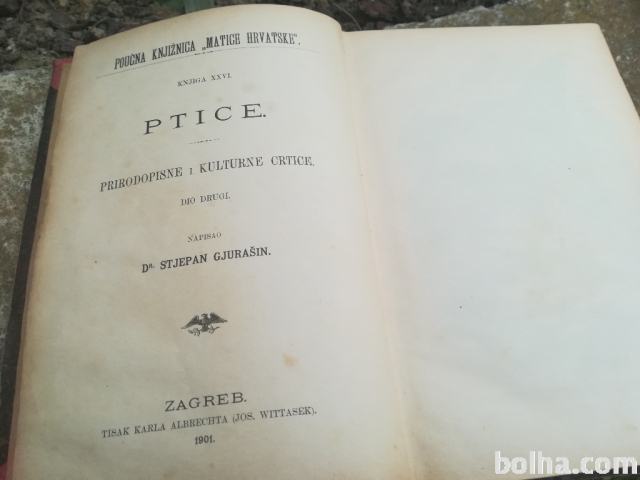 POUČNA KNJIŽNICA „MATICE HRVATSKE".
KNJIGA XXVI.
PTICE.
PRIRODOPISNE I KULTURNE CRTICE.
DIO DRUGI.
NAPISAO
DR. STJEPAN GJURAŠIN.
ZAGREB.
TISAK KARLA ALBRECHTA (JOS. WITTASEK).
1901.
bolha.com